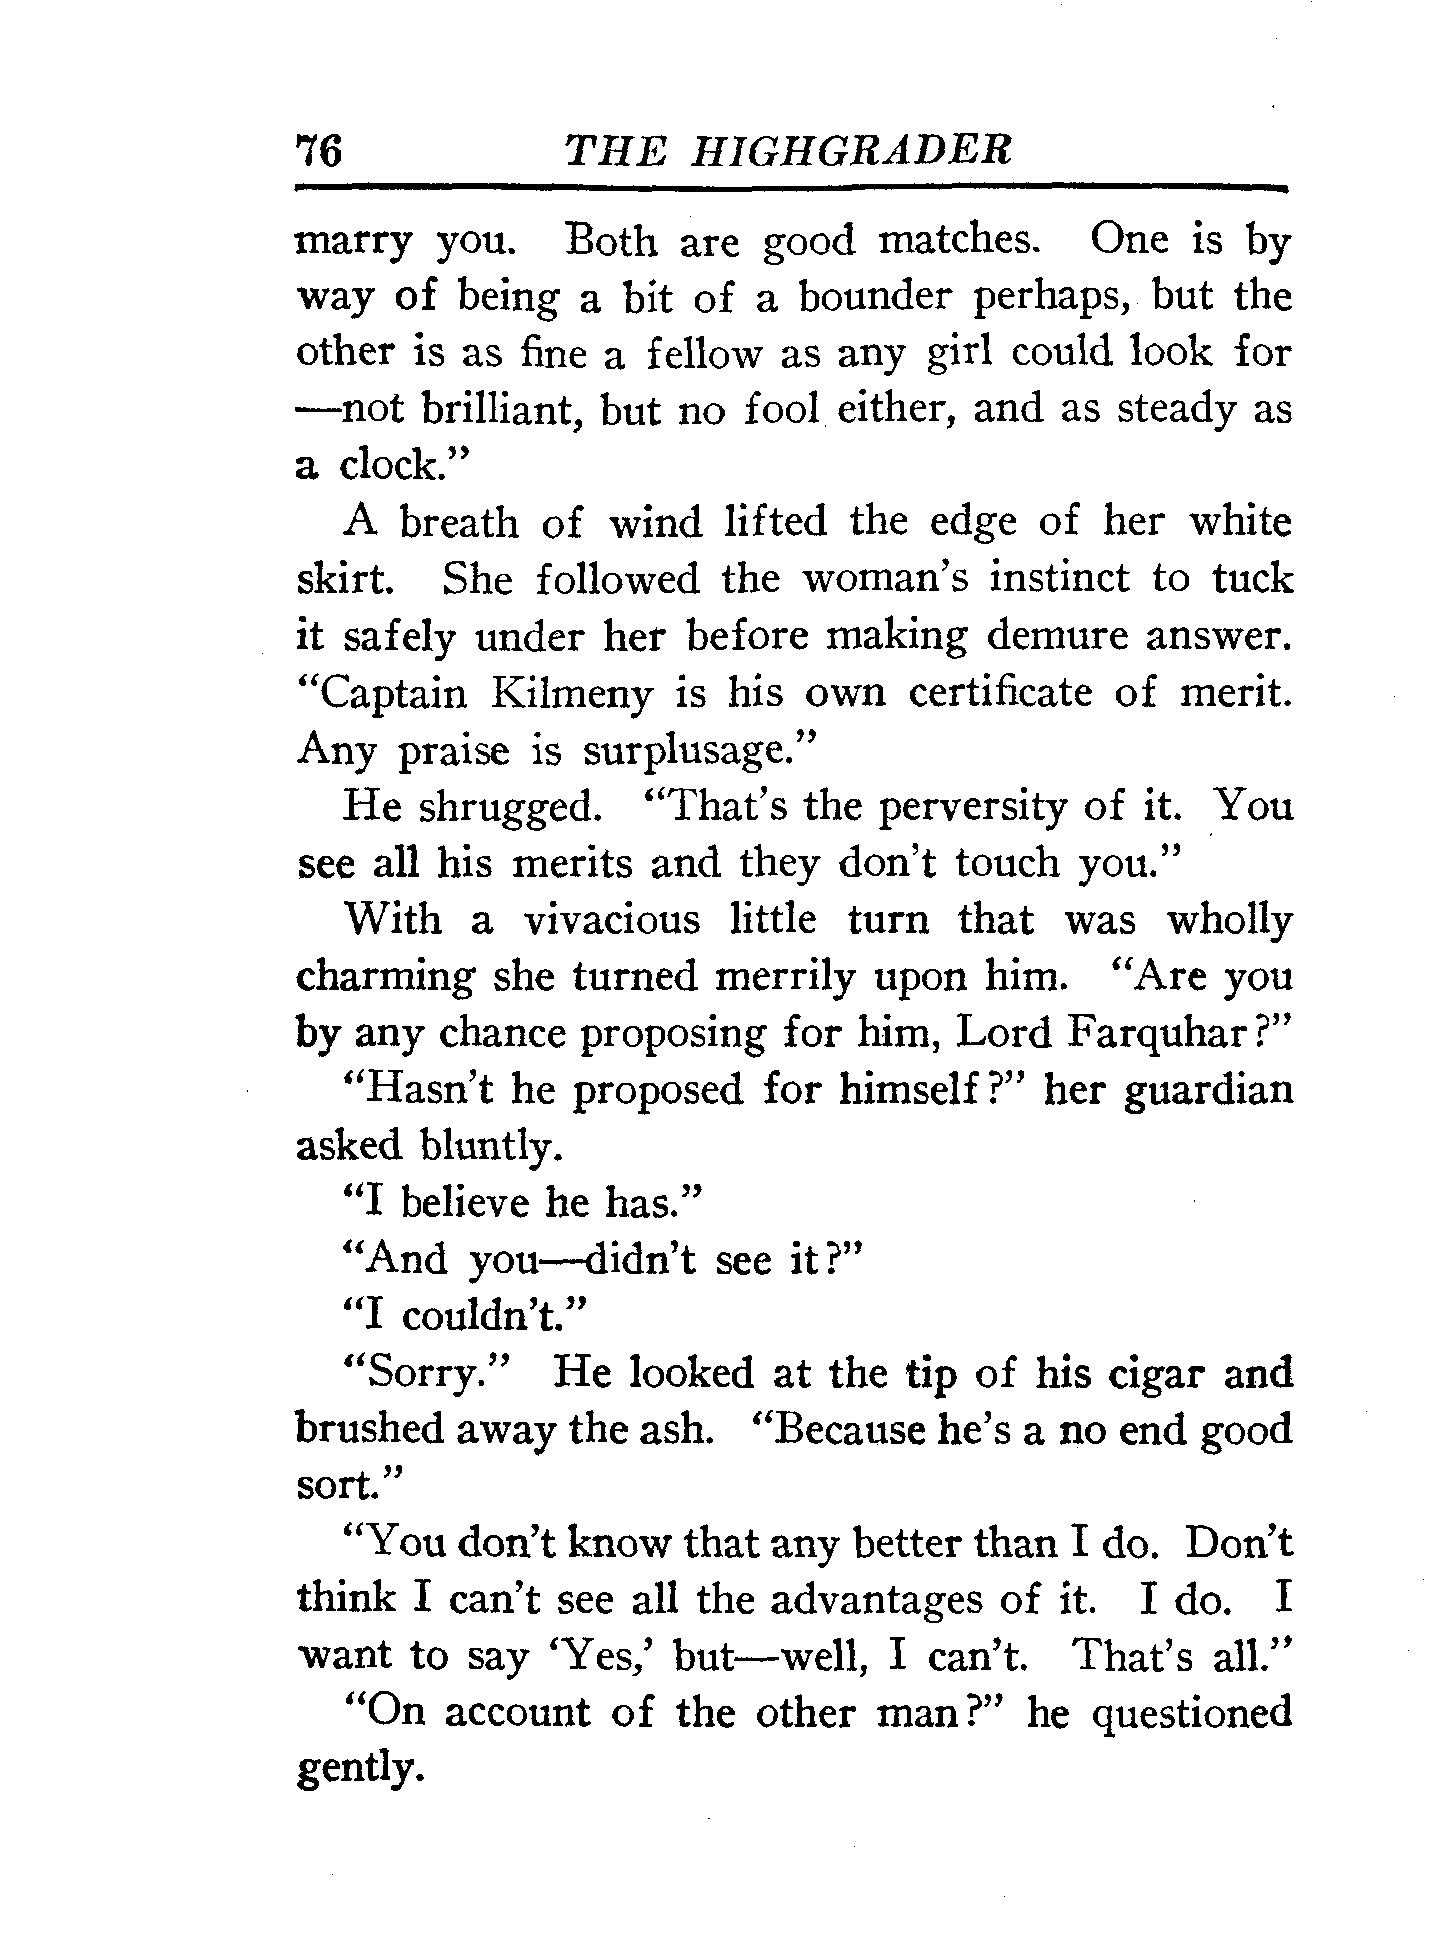 76 THE HIGHGRADER
marry you. Both are good matches. One is by
way of being a bit of a bounder perhaps, but the
other is as fine a fellow as any girl could look for
—not brilliant, but no fool either, and as steady as
a clock."
A breath of wind lifted the edge of her white
skirt. She followed the woman's instinct to tuck
it safely under her before making demure answer.
"Captain Kilmeny is his own certificate of merit.
Any praise is surplusage."
He shrugged. "That's the perversity of it. You
see all his merits and they don't touch you."
With a vivacious little turn that was wholly
charming she turned merrily upon him. "Are you
by any chance proposing for him, Lord Farquhar?"
"Hasn't he proposed for himself?" her guardian
asked bluntly.
"I believe he has."
"And you—didn't see it?"
"I couldn't."
"Sorry." He looked at the tip of his cigar and
brushed away the ash. "Because he's a no end good
sort."
"You don't know that any better than I do. Don't
think I can't see all the advantages of it. I do. I
want to say 'Yes,' but—well, I can't. That's all."
"On account of the other man?" he questioned
gently.